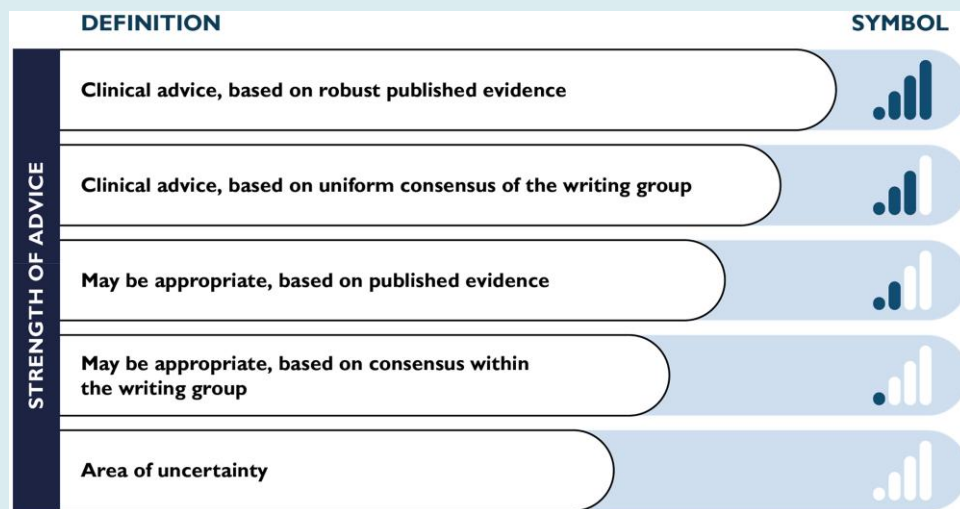 DEFINITION
SYMBOL
STRENGTH OF ADVICE
Clinical advice, based on robust published evidence
Clinical advice, based on uniform consensus of the writing group
May be appropriate, based on published evidence
May be appropriate, based on consensus within
the writing group
Area of uncertainty